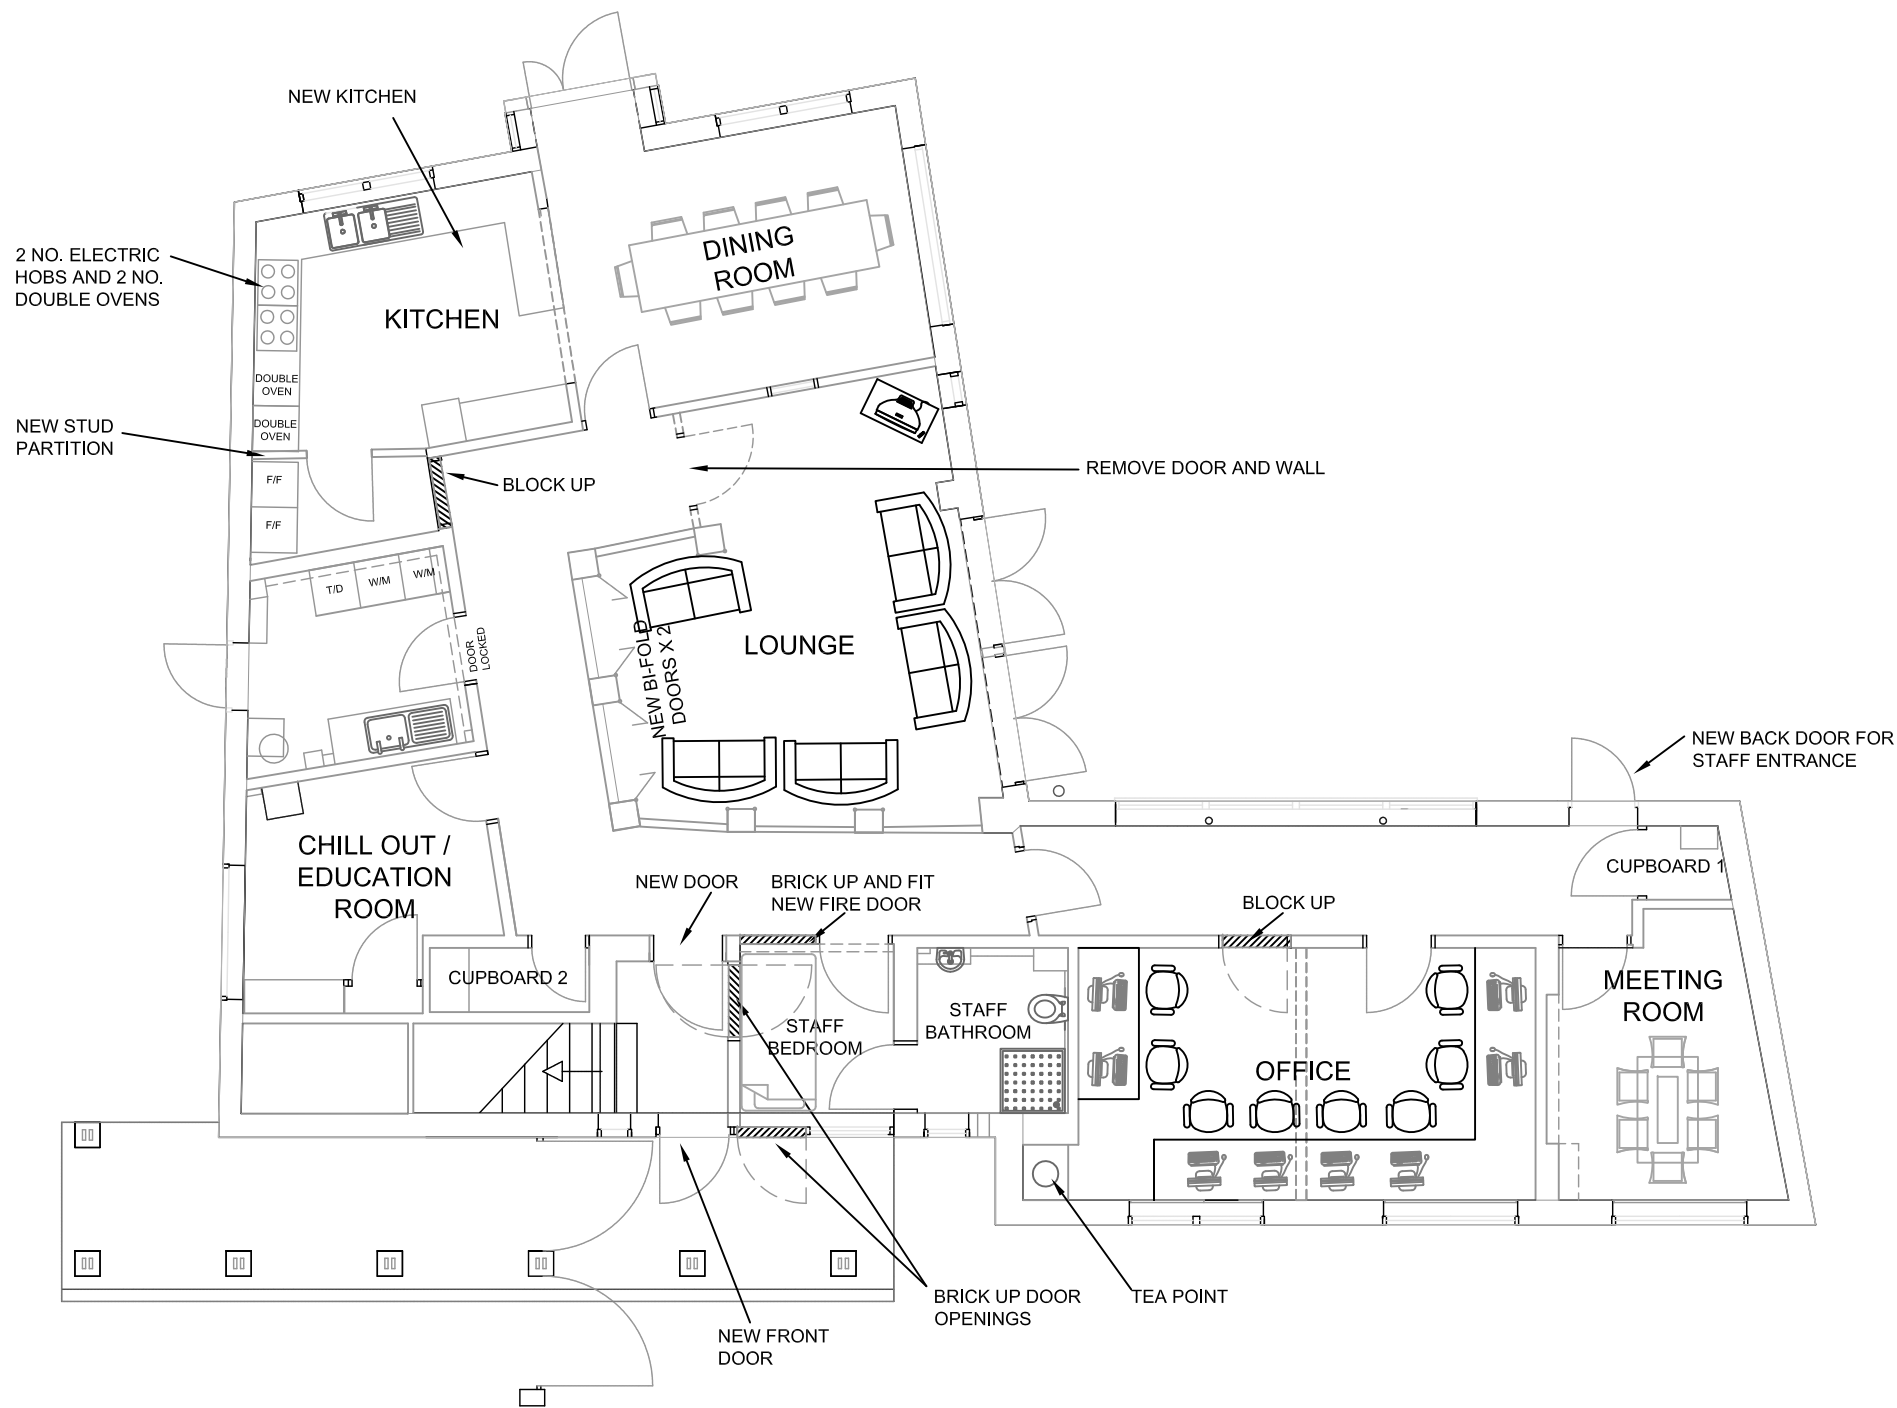 NEW KITCHEN
2 NO. ELECTRIC
HOBS AND 2 NO.
DOUBLE OVENS
DINING
ROOM
KITCHEN
DOUBLE
OVEN
DOUBLE
OVEN
NEW STUD
PARTITION
F/F
F/F
BLOCK UP
REMOVE DOOR AND WALL
T/D
W/M
W/M
DOOR
LOCKED
NEW BI-FOLD
DOORS X 2
LOUNGE
NEW BACK DOOR FOR
STAFF ENTRANCE
CHILL OUT /
EDUCATION
ROOM
NEW DOOR
BRICK UP AND FIT
NEW FIRE DOOR
BLOCK UP
CUPBOARD 1
CUPBOARD 2
STAFF
BEDROOM
STAFF
BATHROOM
OFFICE
MEETING
ROOM
BRICK UP DOOR
OPENINGS
TEA POINT
NEW FRONT
DOOR